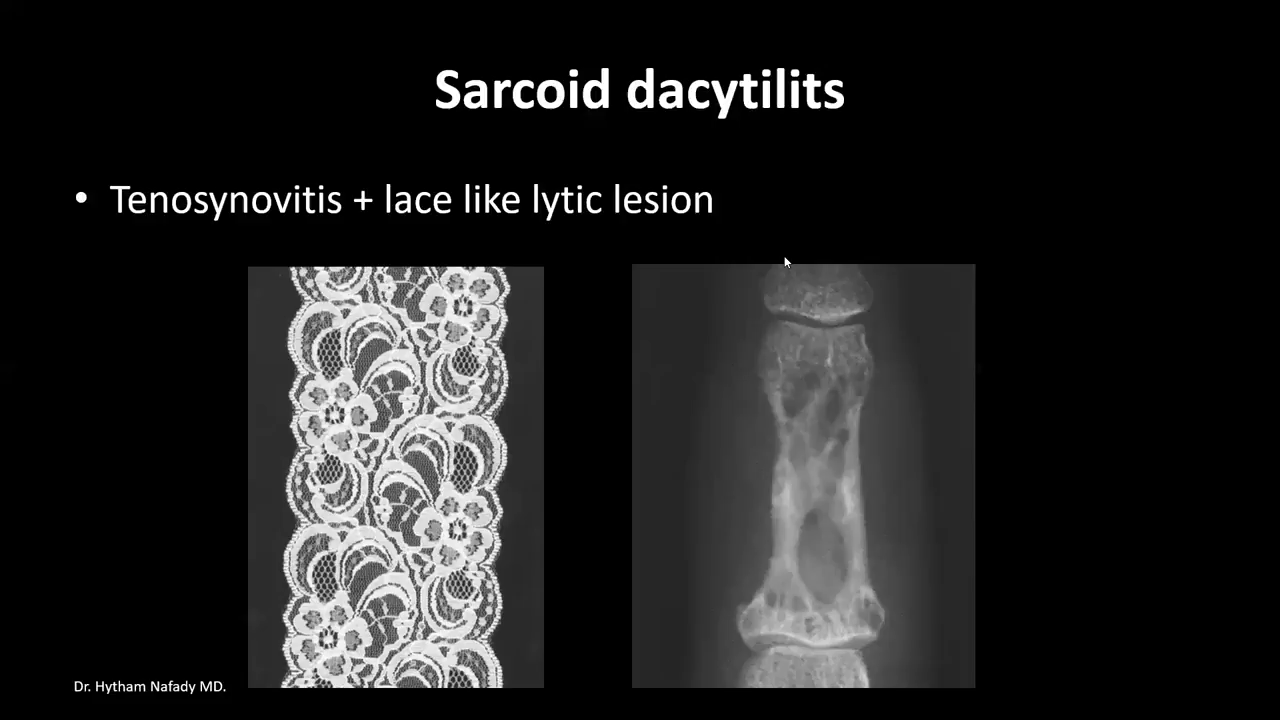 Sarcoid dacytilits
• Tenosynovitis + lace like lytic lesion
Dr. Hytham Nafady MD.